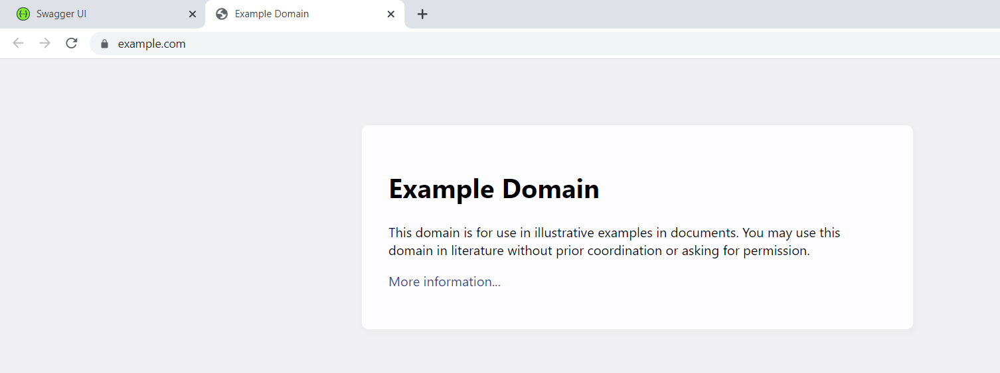 Swagger UI
Example Domain
example.com
Example Domain
This domain is for use in illustrative examples in documents. You may use this
domain in literature without prior coordination or asking for permission.
More information...